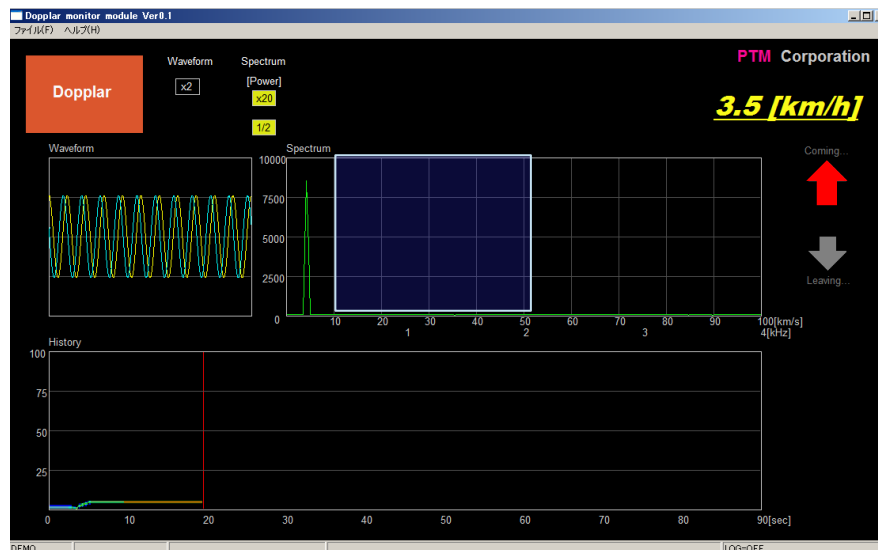 Dopplar monitor module Ver0.1
ファイル(F) ヘルプ(H)
Dopplar
Waveform
x2
Spectrum
[Power]
x20
1/2
PTM Corporation
3.5 [km/h]
Waveform
Spectrum
10000
7500
5000
2500
0
10 20 30 40 50 60 70 80 90 100[km/s]
1 2 3 4[kHz]
Coming...
Leaving...
History
100
75
50
25
0 10 20 30 40 50 60 70 80 90[sec]
DEMO
LOG=OFF